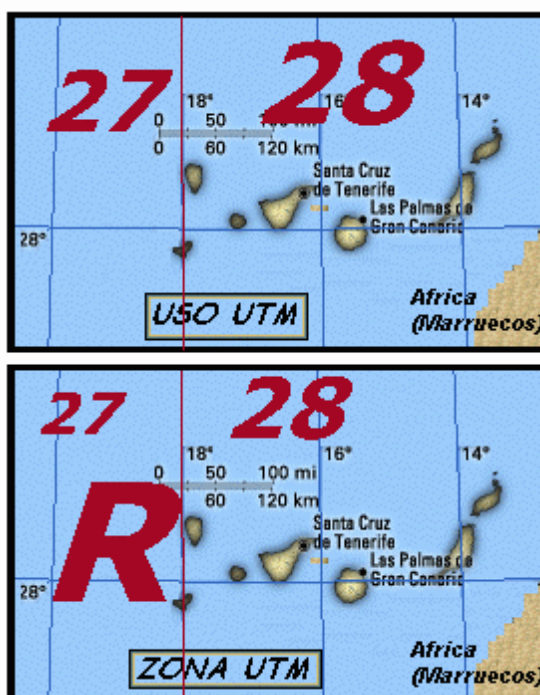 27 28
18° 16° 14°
0 50 100 mi
0 60 120 km
Santa Cruz
de Tenerife
Las Palmas de
Gran Canaria
28°
USO UTM
Africa
(Marruecos)
27 28
18° 16° 14°
0 50 100 mi
0 60 120 km
R
Santa Cruz
de Tenerife
Las Palmas de
Gran Canaria
28°
ZONA UTM
Africa
(Marruecos)